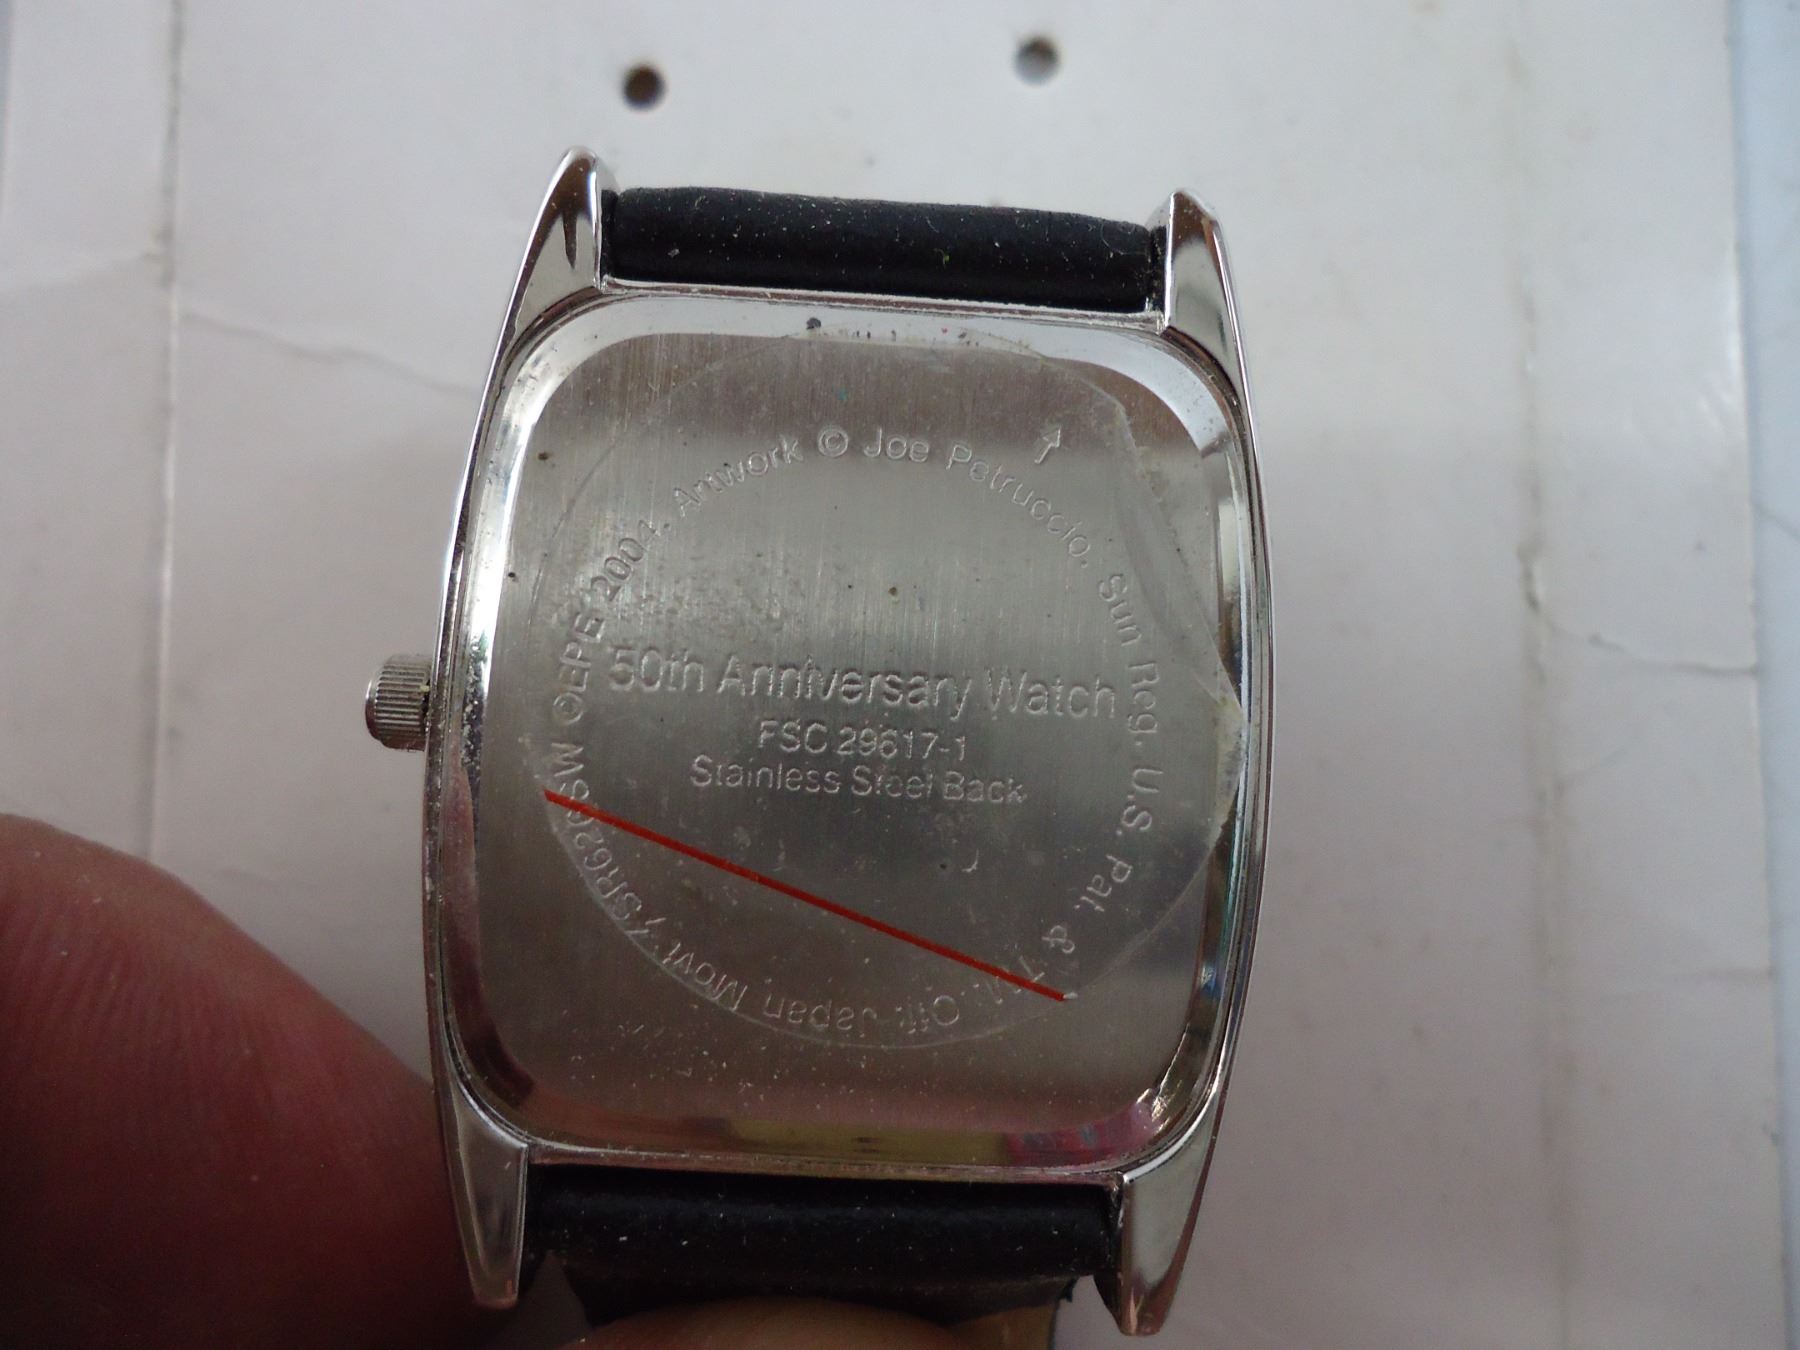 ©EPE 2004. Artwork © Joe Petruccio. Sun Reg. U.S. Pat. & TM. Off. Japan Movt / SR626SW
50th Anniversary Watch
FSC 29617-1
Stainless Steel Back